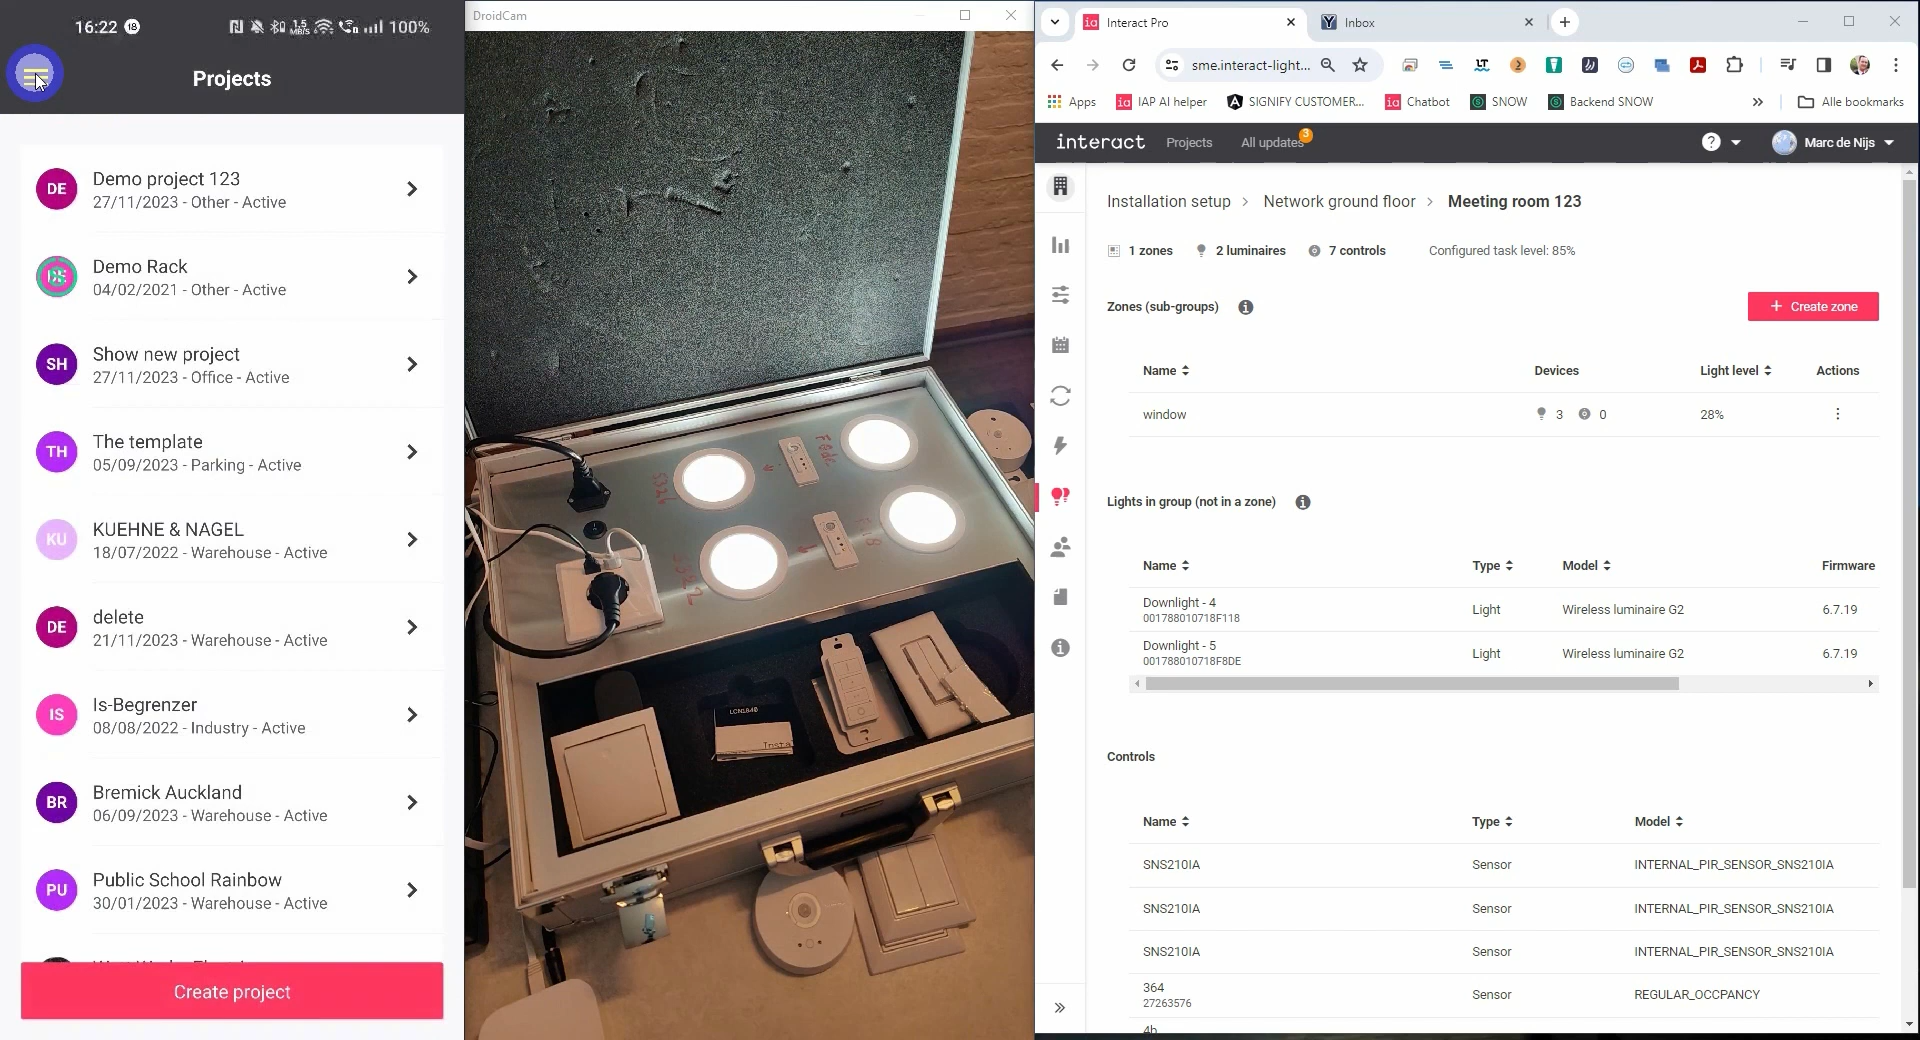 16:22 18 1.5 MB/s 100%
Projects
DE Demo project 123
27/11/2023 - Other - Active
Demo Rack
04/02/2021 - Other - Active
SH Show new project
27/11/2023 - Office - Active
TH The template
05/09/2023 - Parking - Active
KU KUEHNE & NAGEL
18/07/2022 - Warehouse - Active
DE delete
21/11/2023 - Warehouse - Active
IS Is-Begrenzer
08/08/2022 - Industry - Active
BR Bremick Auckland
06/09/2023 - Warehouse - Active
PU Public School Rainbow
30/01/2023 - Warehouse - Active
Create project
DroidCam
LCN1840
Insta
Interact Pro
Inbox
sme.interact-light...
Apps
IAP AI helper
SIGNIFY CUSTOMER...
Chatbot
SNOW
Backend SNOW
Alle bookmarks
interact
Projects
All updates 3
Marc de Nijs
Installation setup > Network ground floor > Meeting room 123
1 zones 2 luminaires 7 controls Configured task level: 85%
Zones (sub-groups)
+ Create zone
Name Devices Light level Actions
window 3 0 28%
Lights in group (not in a zone)
Name Type Model Firmware
Downlight - 4 Light Wireless luminaire G2 6.7.19
001788010718F118
Downlight - 5 Light Wireless luminaire G2 6.7.19
001788010718F8DE
Controls
Name Type Model
SNS210IA Sensor INTERNAL_PIR_SENSOR_SNS210IA
SNS210IA Sensor INTERNAL_PIR_SENSOR_SNS210IA
SNS210IA Sensor INTERNAL_PIR_SENSOR_SNS210IA
364 Sensor REGULAR_OCCPANCY
27263576
4b